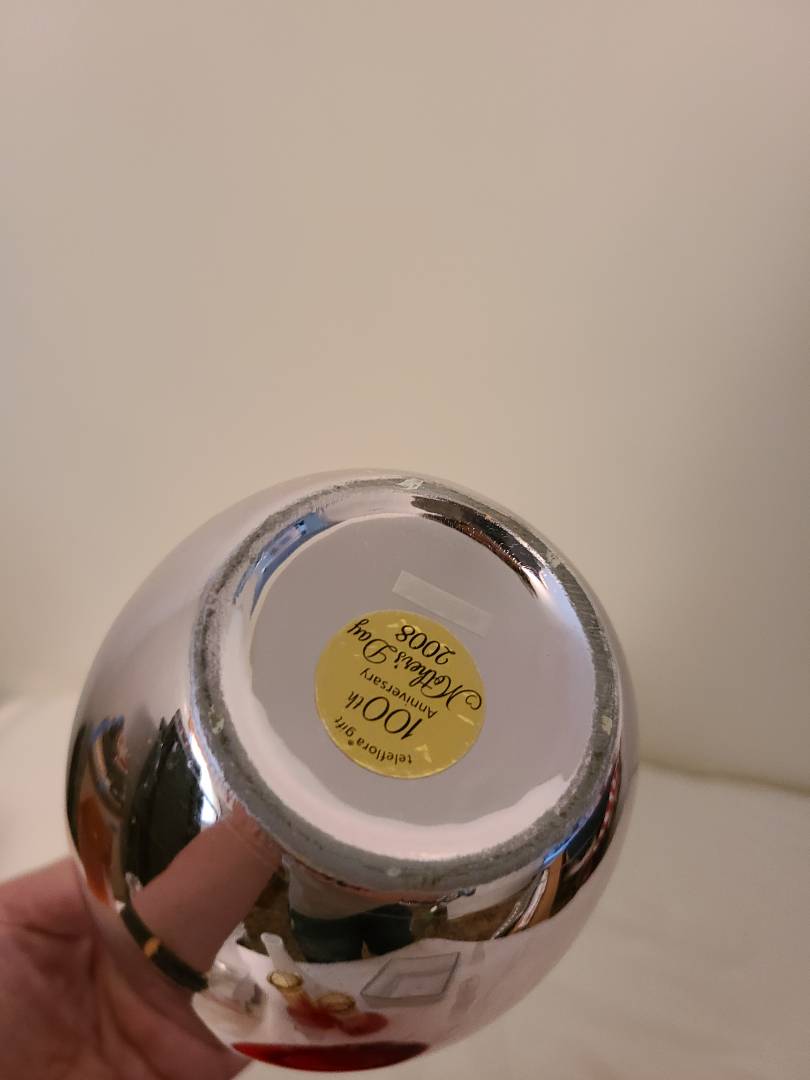 teleflora® gift
100th
Anniversary
Mother's Day
2008